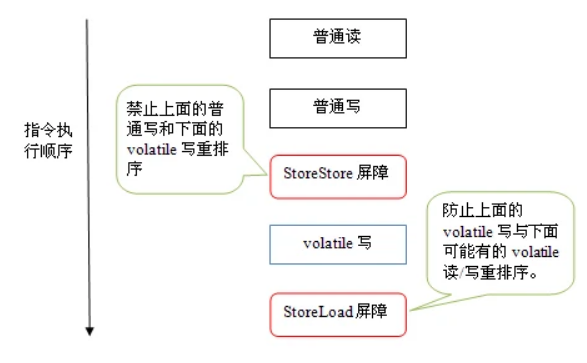 普通读
普通写
禁止上面的普
通写和下面的
volatile 写重排
序
指令执
行顺序
StoreStore 屏障
防止上面的
volatile 写与下面
可能有的 volatile
读/写重排序。
volatile 写
StoreLoad 屏障